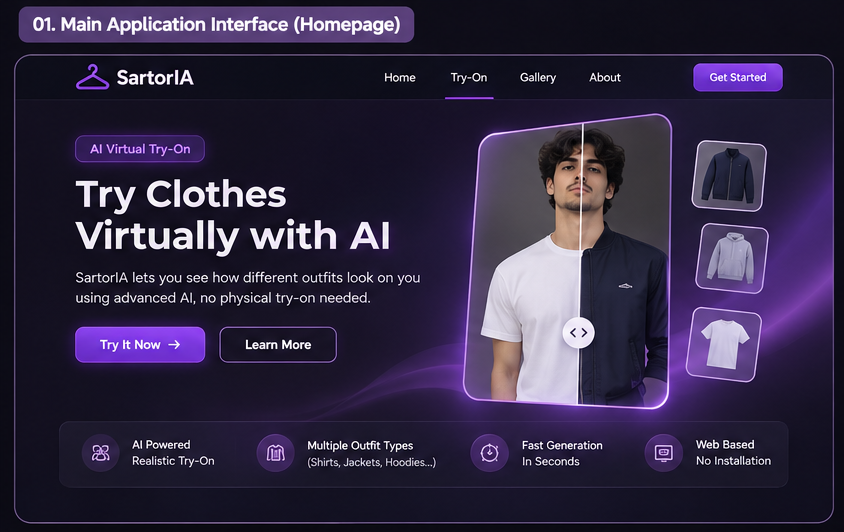 01. Main Application Interface (Homepage)
SartorIA
Home
Try-On
Gallery
About
Get Started
AI Virtual Try-On
Try Clothes
Virtually with AI
SartorIA lets you see how different outfits look on you
using advanced AI, no physical try-on needed.
Try It Now →
Learn More
AI Powered
Realistic Try-On
Multiple Outfit Types
(Shirts, Jackets, Hoodies...)
Fast Generation
In Seconds
Web Based
No Installation